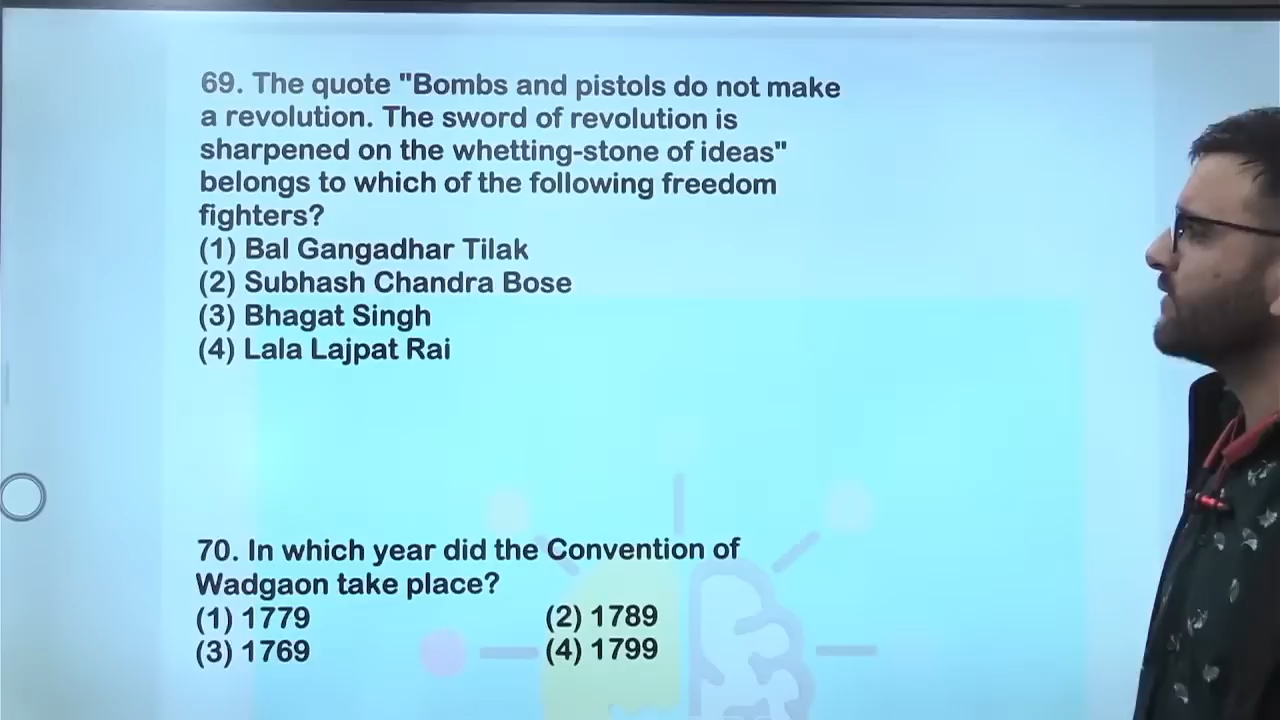 69. The quote "Bombs and pistols do not make
a revolution. The sword of revolution is
sharpened on the whetting-stone of ideas"
belongs to which of the following freedom
fighters?
(1) Bal Gangadhar Tilak
(2) Subhash Chandra Bose
(3) Bhagat Singh
(4) Lala Lajpat Rai
70. In which year did the Convention of
Wadgaon take place?
(1) 1779 (2) 1789
(3) 1769 (4) 1799